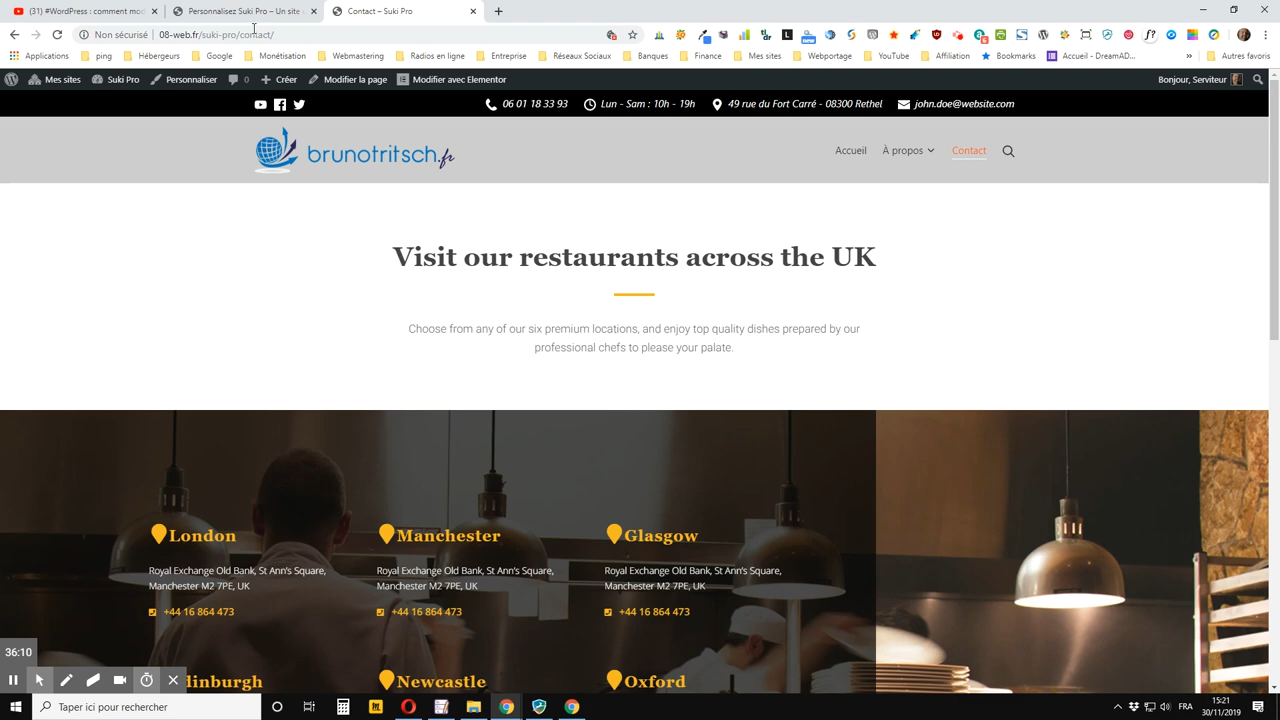 (31) #WordPress : comment mod
Personnalisez Suki Pro – Un site
Contact – Suki Pro
Non sécurisé
08-web.fr/suki-pro/contact/
Applications
ping
Hébergeurs
Google
Monétisation
Webmastering
Radios en ligne
Entreprise
Réseaux Sociaux
Banques
Finance
Mes sites
Webportage
YouTube
Affiliation
Bookmarks
Accueil - DreamAD...
»
Autres favoris
Mes sites
Suki Pro
Personnaliser
0
Créer
Modifier la page
Modifier avec Elementor
Bonjour, Serviteur
06 01 18 33 93
Lun - Sam : 10h - 19h
49 rue du Fort Carré - 08300 Rethel
john.doe@website.com
brunotritsch.fr
Accueil
À propos
Contact
Visit our restaurants across the UK
Choose from any of our six premium locations, and enjoy top quality dishes prepared by our
professional chefs to please your palate.
London
Royal Exchange Old Bank, St Ann's Square,
Manchester M2 7PE, UK
+44 16 864 473
Manchester
Royal Exchange Old Bank, St Ann's Square,
Manchester M2 7PE, UK
+44 16 864 473
Glasgow
Royal Exchange Old Bank, St Ann's Square,
Manchester M2 7PE, UK
+44 16 864 473
dinburgh
Newcastle
Oxford
36:10
Taper ici pour rechercher
FRA
15:21
30/11/2019